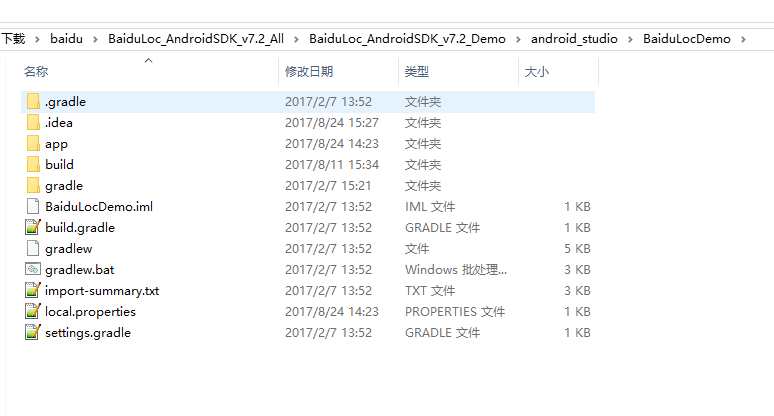 下载 > baidu > BaiduLoc_AndroidSDK_v7.2_All > BaiduLoc_AndroidSDK_v7.2_Demo > android_studio > BaiduLocDemo >
名称 修改日期 类型 大小
.gradle 2017/2/7 13:52 文件夹
.idea 2017/8/24 15:27 文件夹
app 2017/8/24 14:23 文件夹
build 2017/8/11 15:34 文件夹
gradle 2017/2/7 15:21 文件夹
BaiduLocDemo.iml 2017/2/7 13:52 IML 文件 1 KB
build.gradle 2017/2/7 13:52 GRADLE 文件 1 KB
gradlew 2017/2/7 13:52 文件 5 KB
gradlew.bat 2017/2/7 13:52 Windows 批处理... 3 KB
import-summary.txt 2017/2/7 13:52 TXT 文件 3 KB
local.properties 2017/8/24 14:23 PROPERTIES 文件 1 KB
settings.gradle 2017/2/7 13:52 GRADLE 文件 1 KB